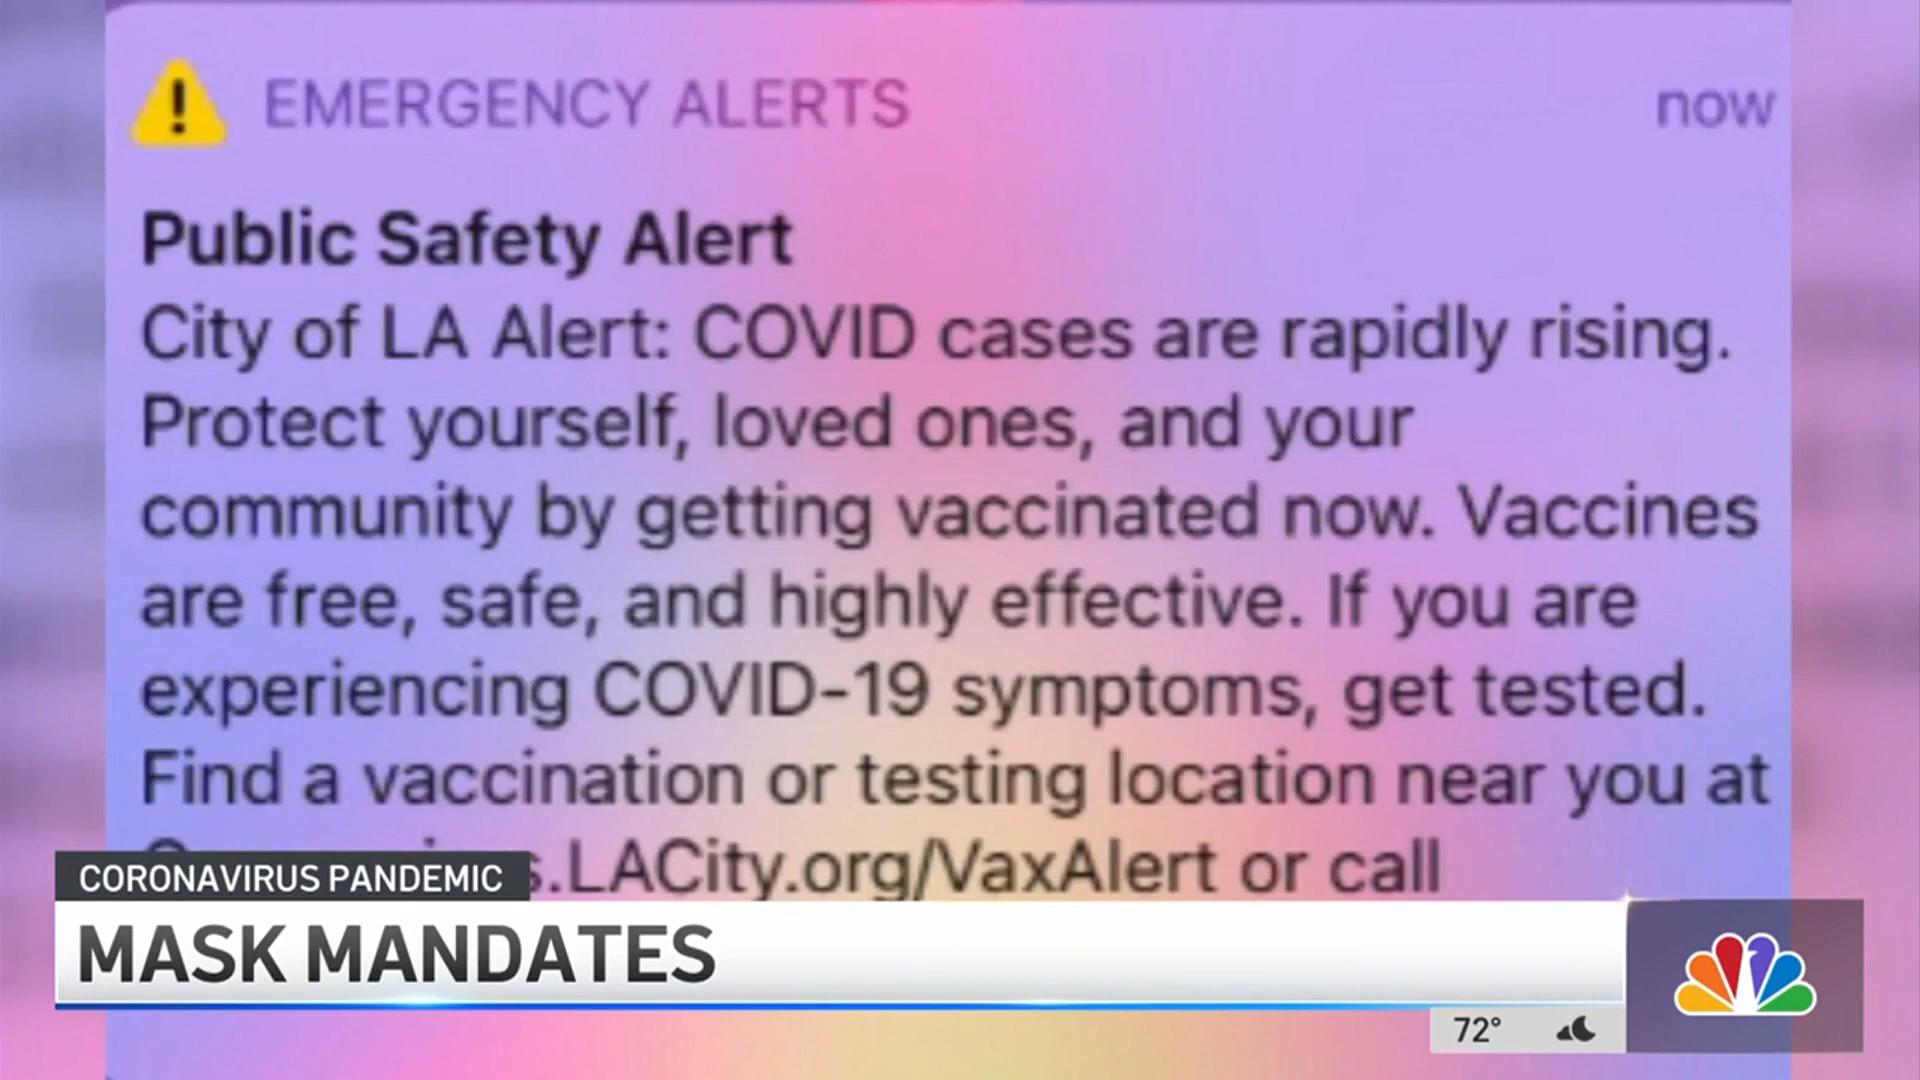 EMERGENCY ALERTS
now
Public Safety Alert
City of LA Alert: COVID cases are rapidly rising.
Protect yourself, loved ones, and your
community by getting vaccinated now. Vaccines
are free, safe, and highly effective. If you are
experiencing COVID-19 symptoms, get tested.
Find a vaccination or testing location near you at
s.LACity.org/VaxAlert or call
CORONAVIRUS PANDEMIC
MASK MANDATES
72°